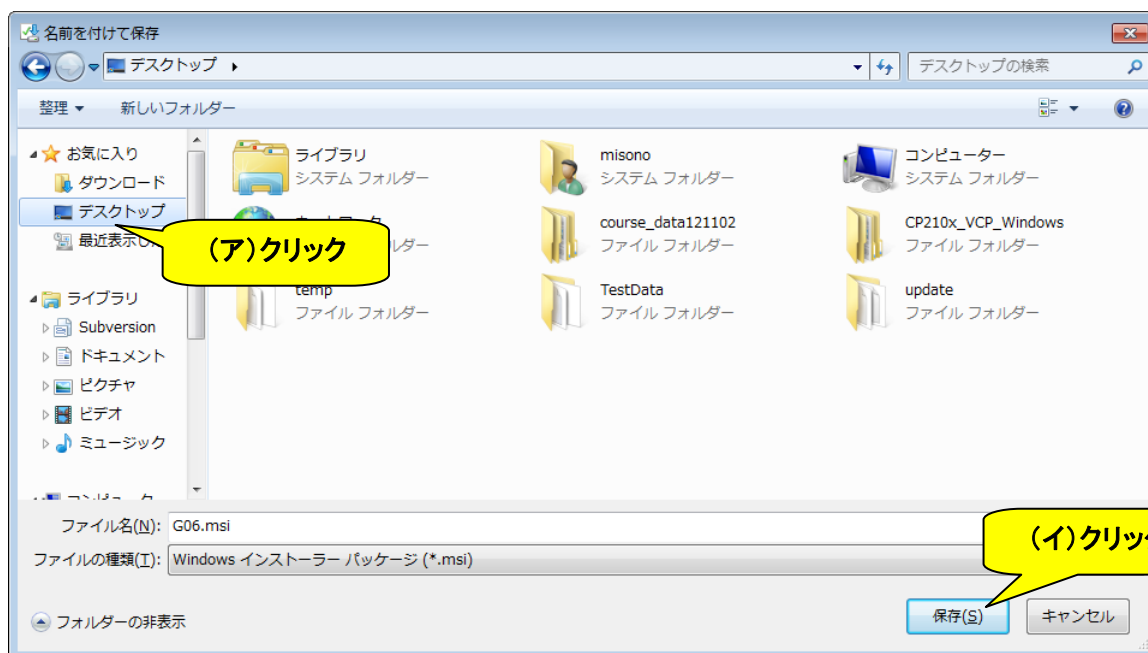 名前を付けて保存
デスクトップ
デスクトップの検索
整理
新しいフォルダー
お気に入り
ダウンロード
デスクトップ
最近表示し
ライブラリ
Subversion
ドキュメント
ピクチャ
ビデオ
ミュージック
ライブラリ
システム フォルダー
misono
システム フォルダー
コンピューター
システム フォルダー
ルダー
course_data121102
ファイル フォルダー
CP210x_VCP_Windows
ファイル フォルダー
temp
ファイル フォルダー
TestData
ファイル フォルダー
update
ファイル フォルダー
(ア)クリック
ファイル名(N): G06.msi
ファイルの種類(T): Windows インストーラー パッケージ (*.msi)
(イ)クリック
フォルダーの非表示
保存(S)
キャンセル